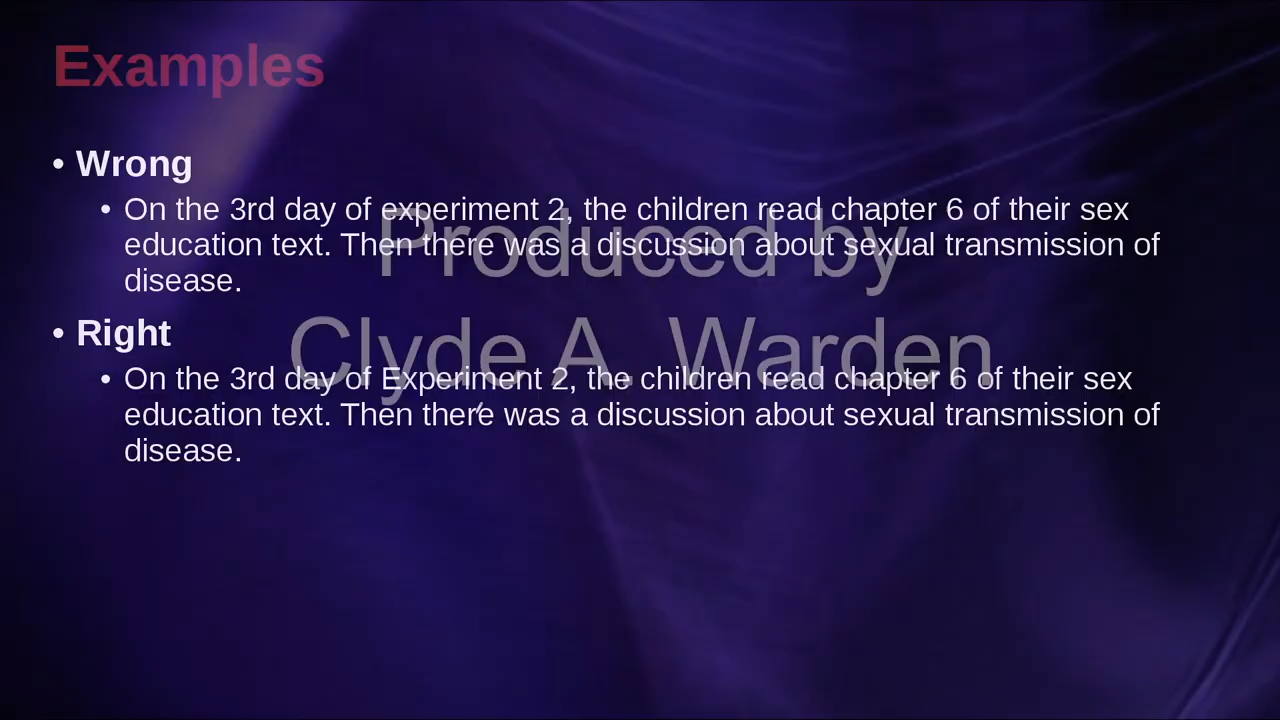 Examples
• Wrong
• On the 3rd day of experiment 2, the children read chapter 6 of their sex
education text. Then there was a discussion about sexual transmission of
disease.
• Right
• On the 3rd day of Experiment 2, the children read chapter 6 of their sex
education text. Then there was a discussion about sexual transmission of
disease.
Produced by
Clyde A. Warden